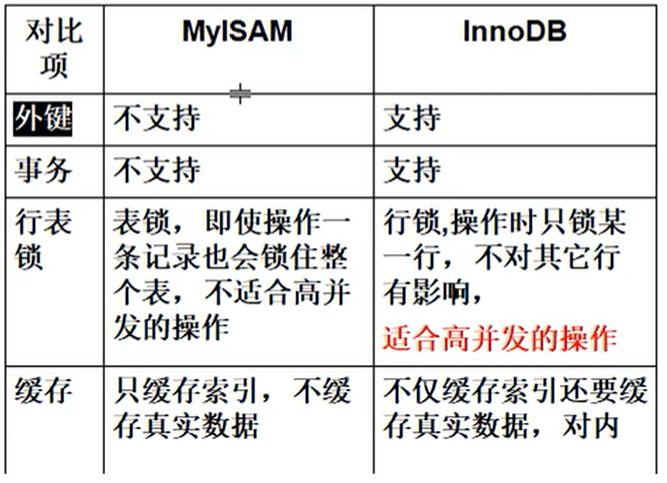 对比 MyISAM InnoDB
项
外键 不支持 支持
事务 不支持 支持
行表 表锁，即使操作一 行锁,操作时只锁某
锁 条记录也会锁住整 一行，不对其它行
个表，不适合高并 有影响，
发的操作 适合高并发的操作
缓存 只缓存索引，不缓 不仅缓存索引还要缓
存真实数据 存真实数据，对内